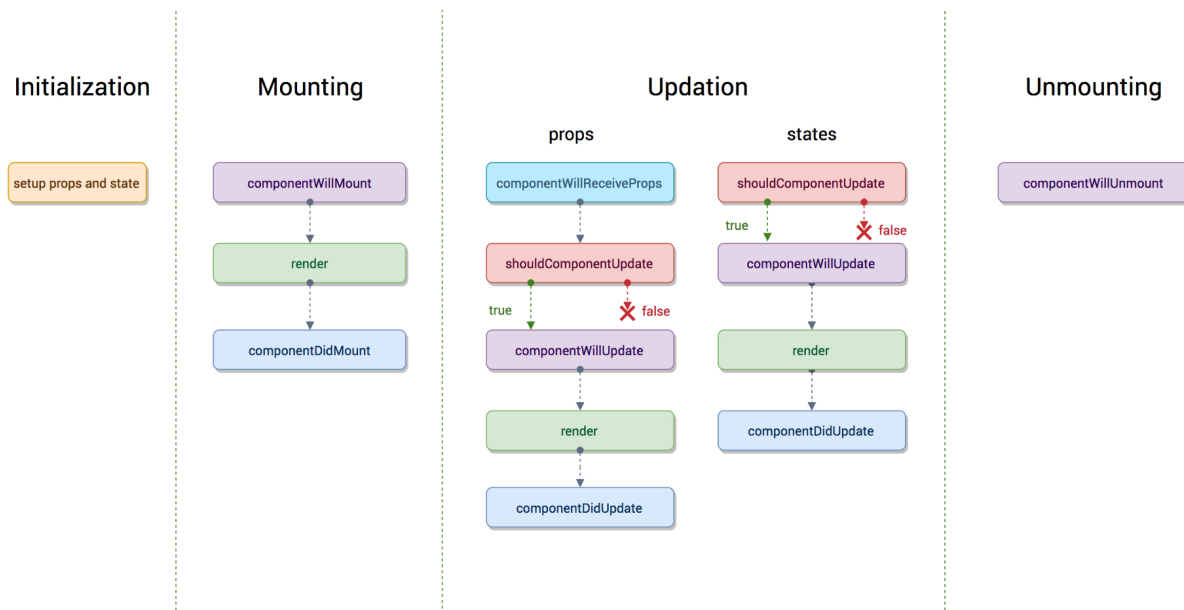 Initialization
setup props and state
Mounting
componentWillMount
render
componentDidMount
Updation
props
componentWillReceiveProps
shouldComponentUpdate
true
false
componentWillUpdate
render
componentDidUpdate
states
shouldComponentUpdate
true
false
componentWillUpdate
render
componentDidUpdate
Unmounting
componentWillUnmount